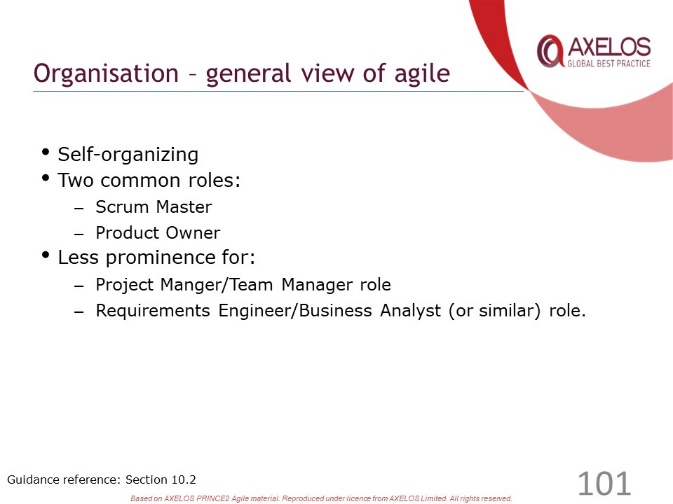 AXELOS
GLOBAL BEST PRACTICE
Organisation – general view of agile
• Self-organizing
• Two common roles:
– Scrum Master
– Product Owner
• Less prominence for:
– Project Manger/Team Manager role
– Requirements Engineer/Business Analyst (or similar) role.
Guidance reference: Section 10.2
101
Based on AXELOS PRINCE2 Agile material. Reproduced under licence from AXELOS Limited. All rights reserved.